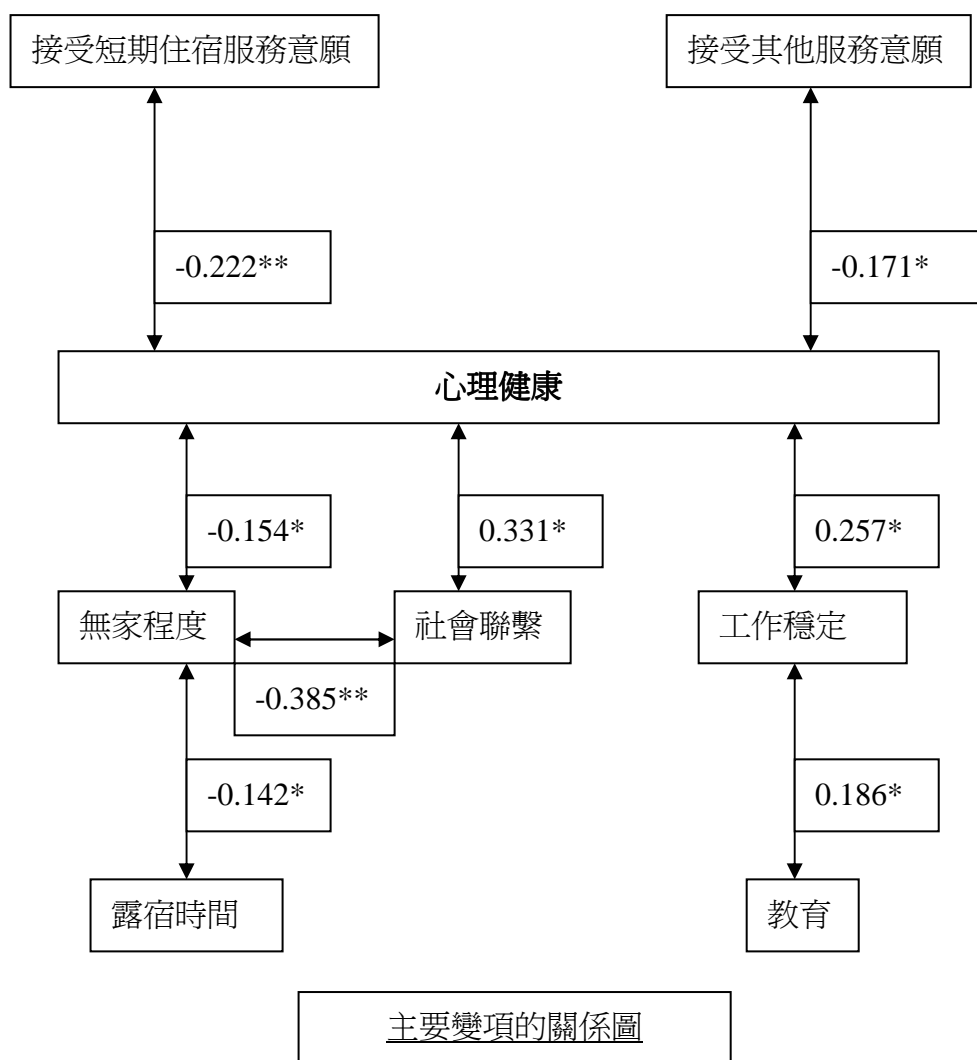 接受短期住宿服務意願
接受其他服務意願
-0.222**
-0.171*
心理健康
-0.154*
0.331*
0.257*
無家程度
社會聯繫
工作穩定
-0.385**
-0.142*
0.186*
露宿時間
教育
主要變項的關係圖